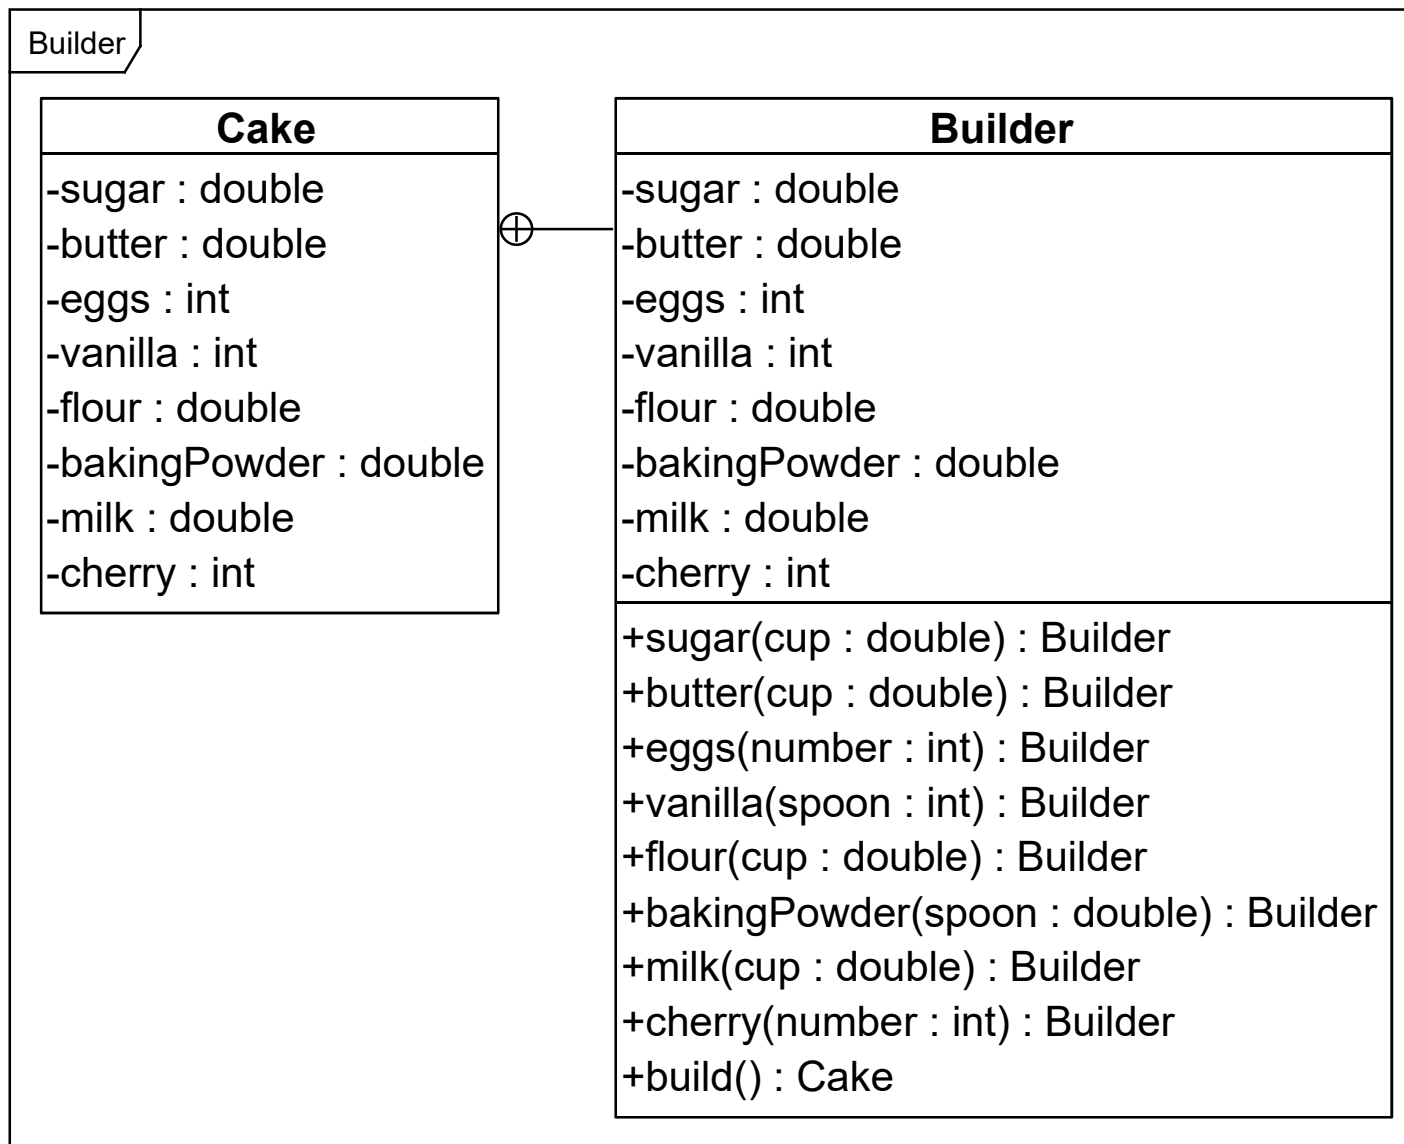 Builder
Cake
-sugar : double
-butter : double
-eggs : int
-vanilla : int
-flour : double
-bakingPowder : double
-milk : double
-cherry : int
Builder
-sugar : double
-butter : double
-eggs : int
-vanilla : int
-flour : double
-bakingPowder : double
-milk : double
-cherry : int
+sugar(cup : double) : Builder
+butter(cup : double) : Builder
+eggs(number : int) : Builder
+vanilla(spoon : int) : Builder
+flour(cup : double) : Builder
+bakingPowder(spoon : double) : Builder
+milk(cup : double) : Builder
+cherry(number : int) : Builder
+build() : Cake